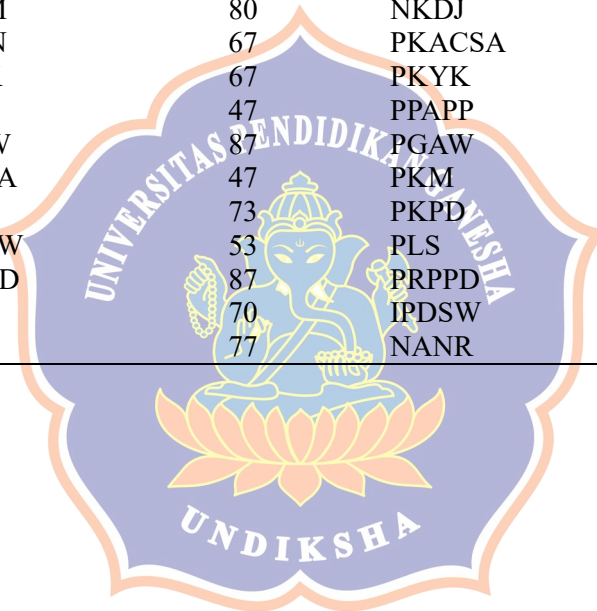 80 NKDJ
67 PKACSA
67 PKYK
47 PPAPP
W 87 PGAW
A 47 PKM
73 PKPD
W 53 PLS
D 87 PRPPD
70 IPDSW
77 NANR
UNIVERSITAS PENDIDIKAN GANESHA
UNDIKSHA